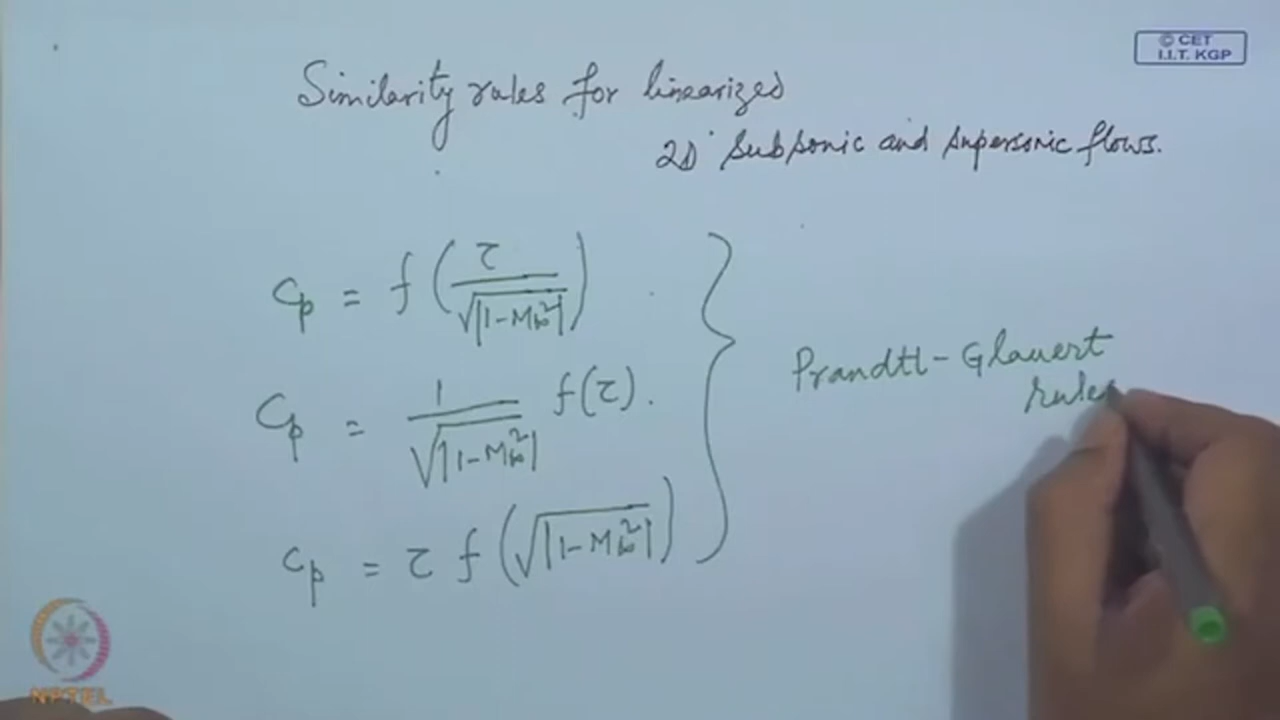 © CET
I.I.T. KGP
Similarity rules for linearized
2D subsonic and supersonic flows.
Cp = f(τ/√|1-M∞²|)
Cp = 1/√|1-M∞²| f(τ).
Cp = τ f(√|1-M∞²|)
Prandtl-Glauert
rules
NPTEL